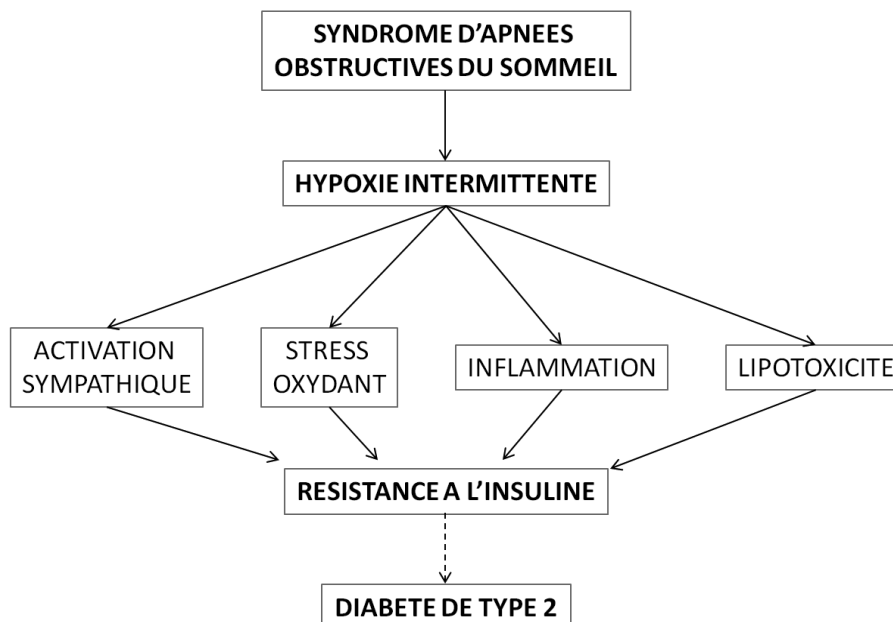 SYNDROME D'APNEES
OBSTRUCTIVES DU SOMMEIL
HYPOXIE INTERMITTENTE
ACTIVATION
SYMPATHIQUE
STRESS
OXYDANT
INFLAMMATION
LIPOTOXICITE
RESISTANCE A L'INSULINE
DIABETE DE TYPE 2